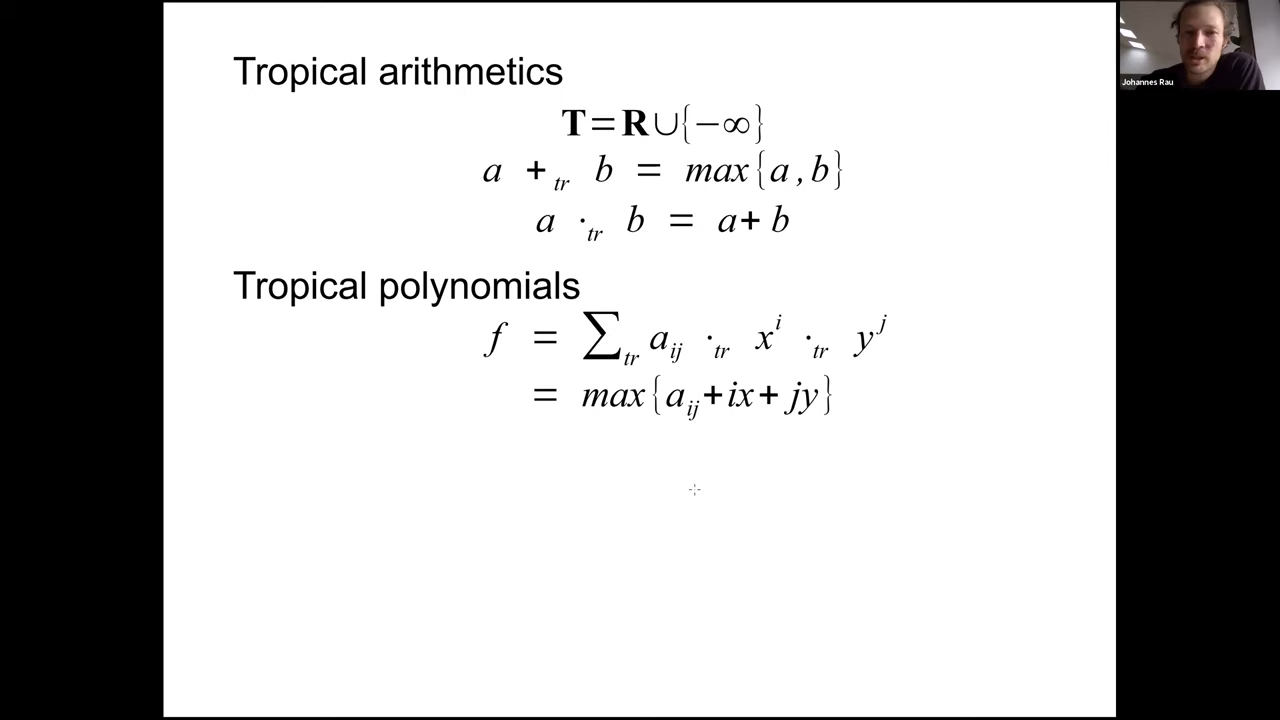 Tropical arithmetics
T=R∪{−∞}
a +tr b = max{a,b}
a ·tr b = a+b
Tropical polynomials
f = ∑tr aij ·tr x^i ·tr y^j
= max{aij+ix+jy}
Johannes Rau